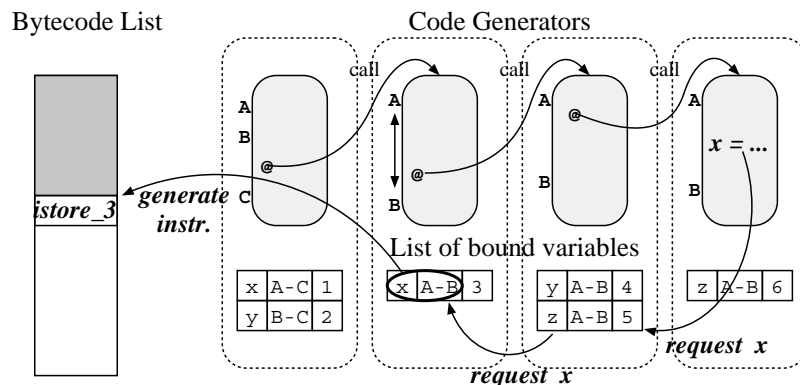 Bytecode List
Code Generators
call
call
call
A
B
@
C
A
@
B
A
@
B
A
x = ...
B
istore_3
generate
instr.
List of bound variables
x A-C 1
y B-C 2
x A-B 3
y A-B 4
z A-B 5
z A-B 6
request x
request x